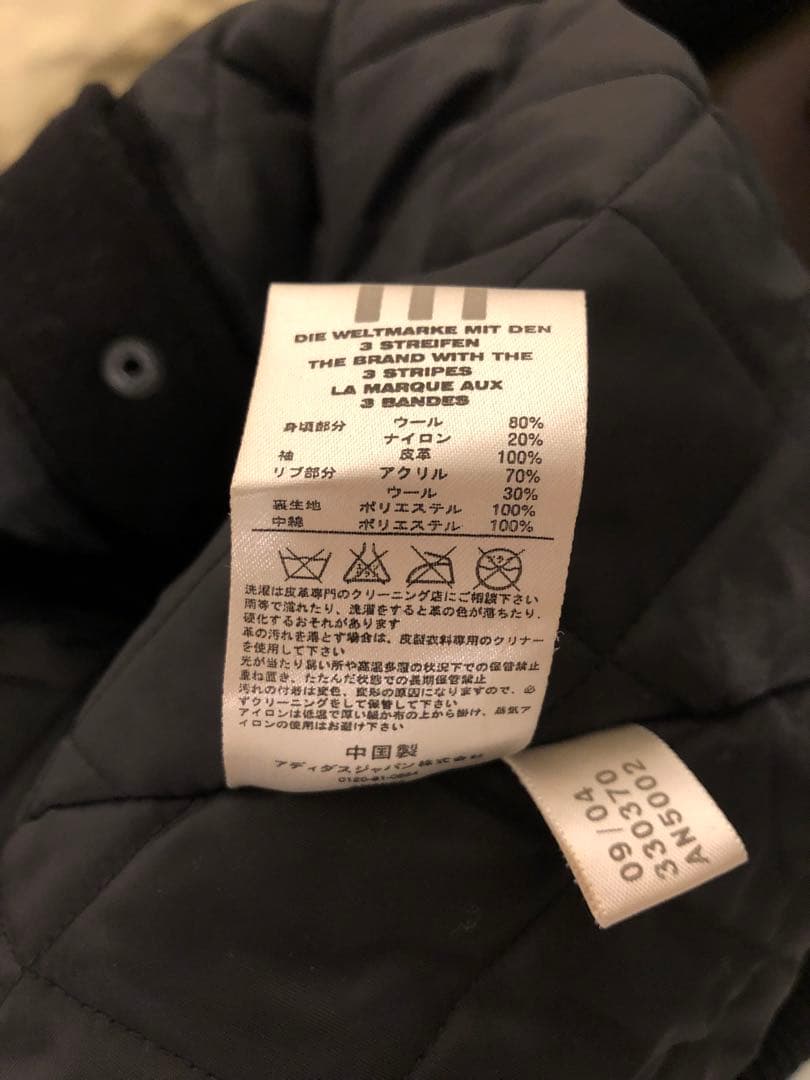 DIE WELTMARKE MIT DEN
3 STREIFEN
THE BRAND WITH THE
3 STRIPES
LA MARQUE AUX
3 BANDES
身頃部分 ウール 80%
ナイロン 20%
袖 皮革 100%
リブ部分 アクリル 70%
ウール 30%
裏生地 ポリエステル 100%
中綿 ポリエステル 100%
洗濯は皮革専門のクリーニング店にご相談下さい
雨等で濡れたり、洗濯をすると革の色が落ちたり、
硬化するおそれがあります
革の汚れを落とす場合は、皮製衣料専用のクリナー
を使用して下さい
光が当たり易い所や高温多湿の状況下での保管禁止
重ね置き、たたんだ状態での長期保管禁止
汚れの付着は変色、変形の原因になりますので、必
ずクリーニングをして保管して下さい
アイロンは低温で厚い紙か布の上から掛け、蒸気ア
イロンの使用はお避け下さい
中国製
アディダスジャパン株式会社
09/04
330370
AN5002